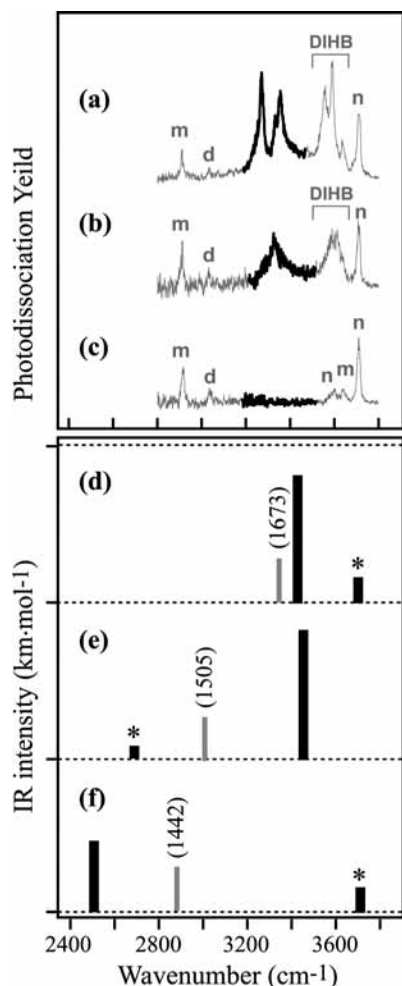 DIHB
(a)
m
d
n
DIHB
(b)
m
d
n
(c)
m
d
n
m
n
Photodissociation Yeild
(d)
(1673)
*
(e)
*
(1505)
(f)
(1442)
*
IR intensity (km·mol-1)
2400 2800 3200 3600
Wavenumber (cm-1)